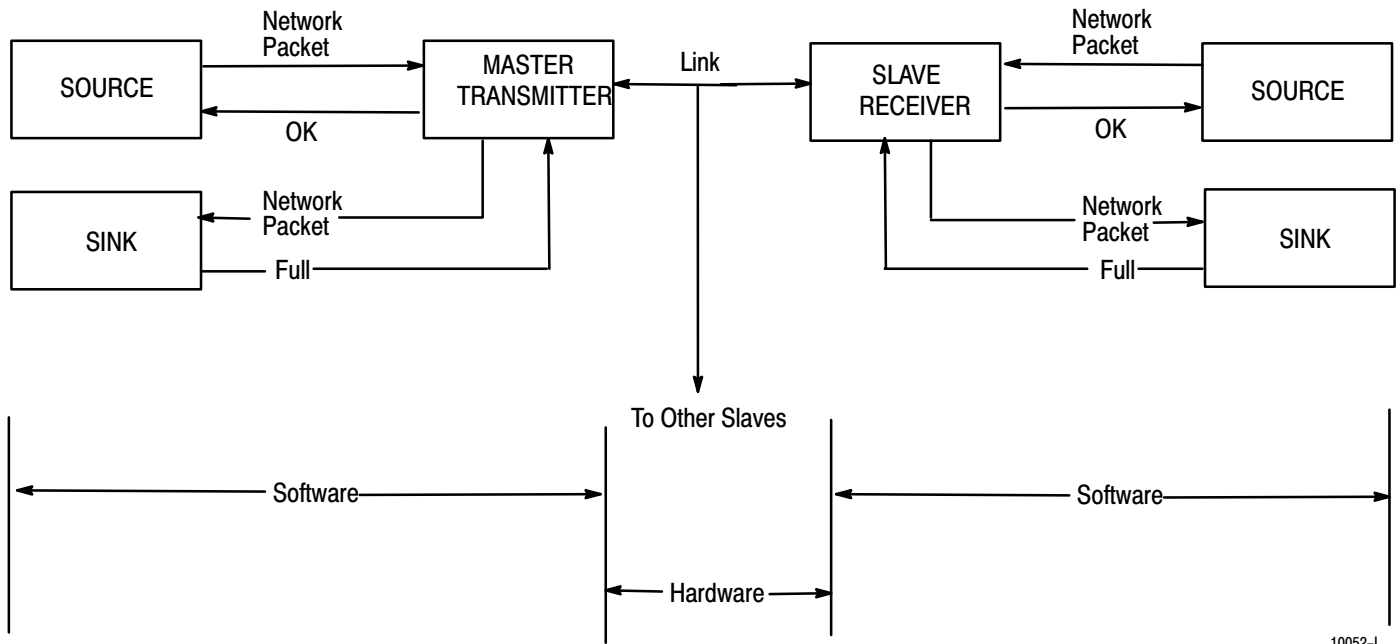 Network
Packet
SOURCE
OK
MASTER
TRANSMITTER
Link
SLAVE
RECEIVER
Network
Packet
SOURCE
OK
Network
Packet
SINK
Full
Network
Packet
SINK
Full
To Other Slaves
Software
Software
Hardware
10052–I